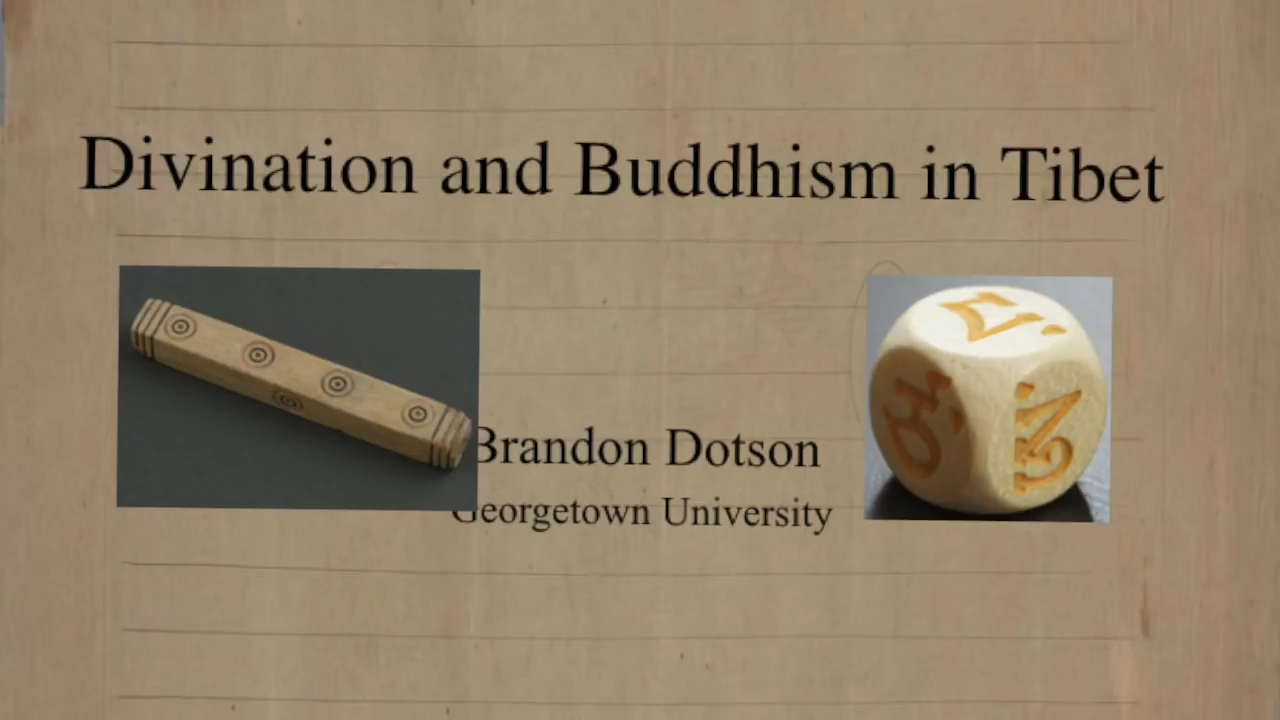 Divination and Buddhism in Tibet
Brandon Dotson
Georgetown University